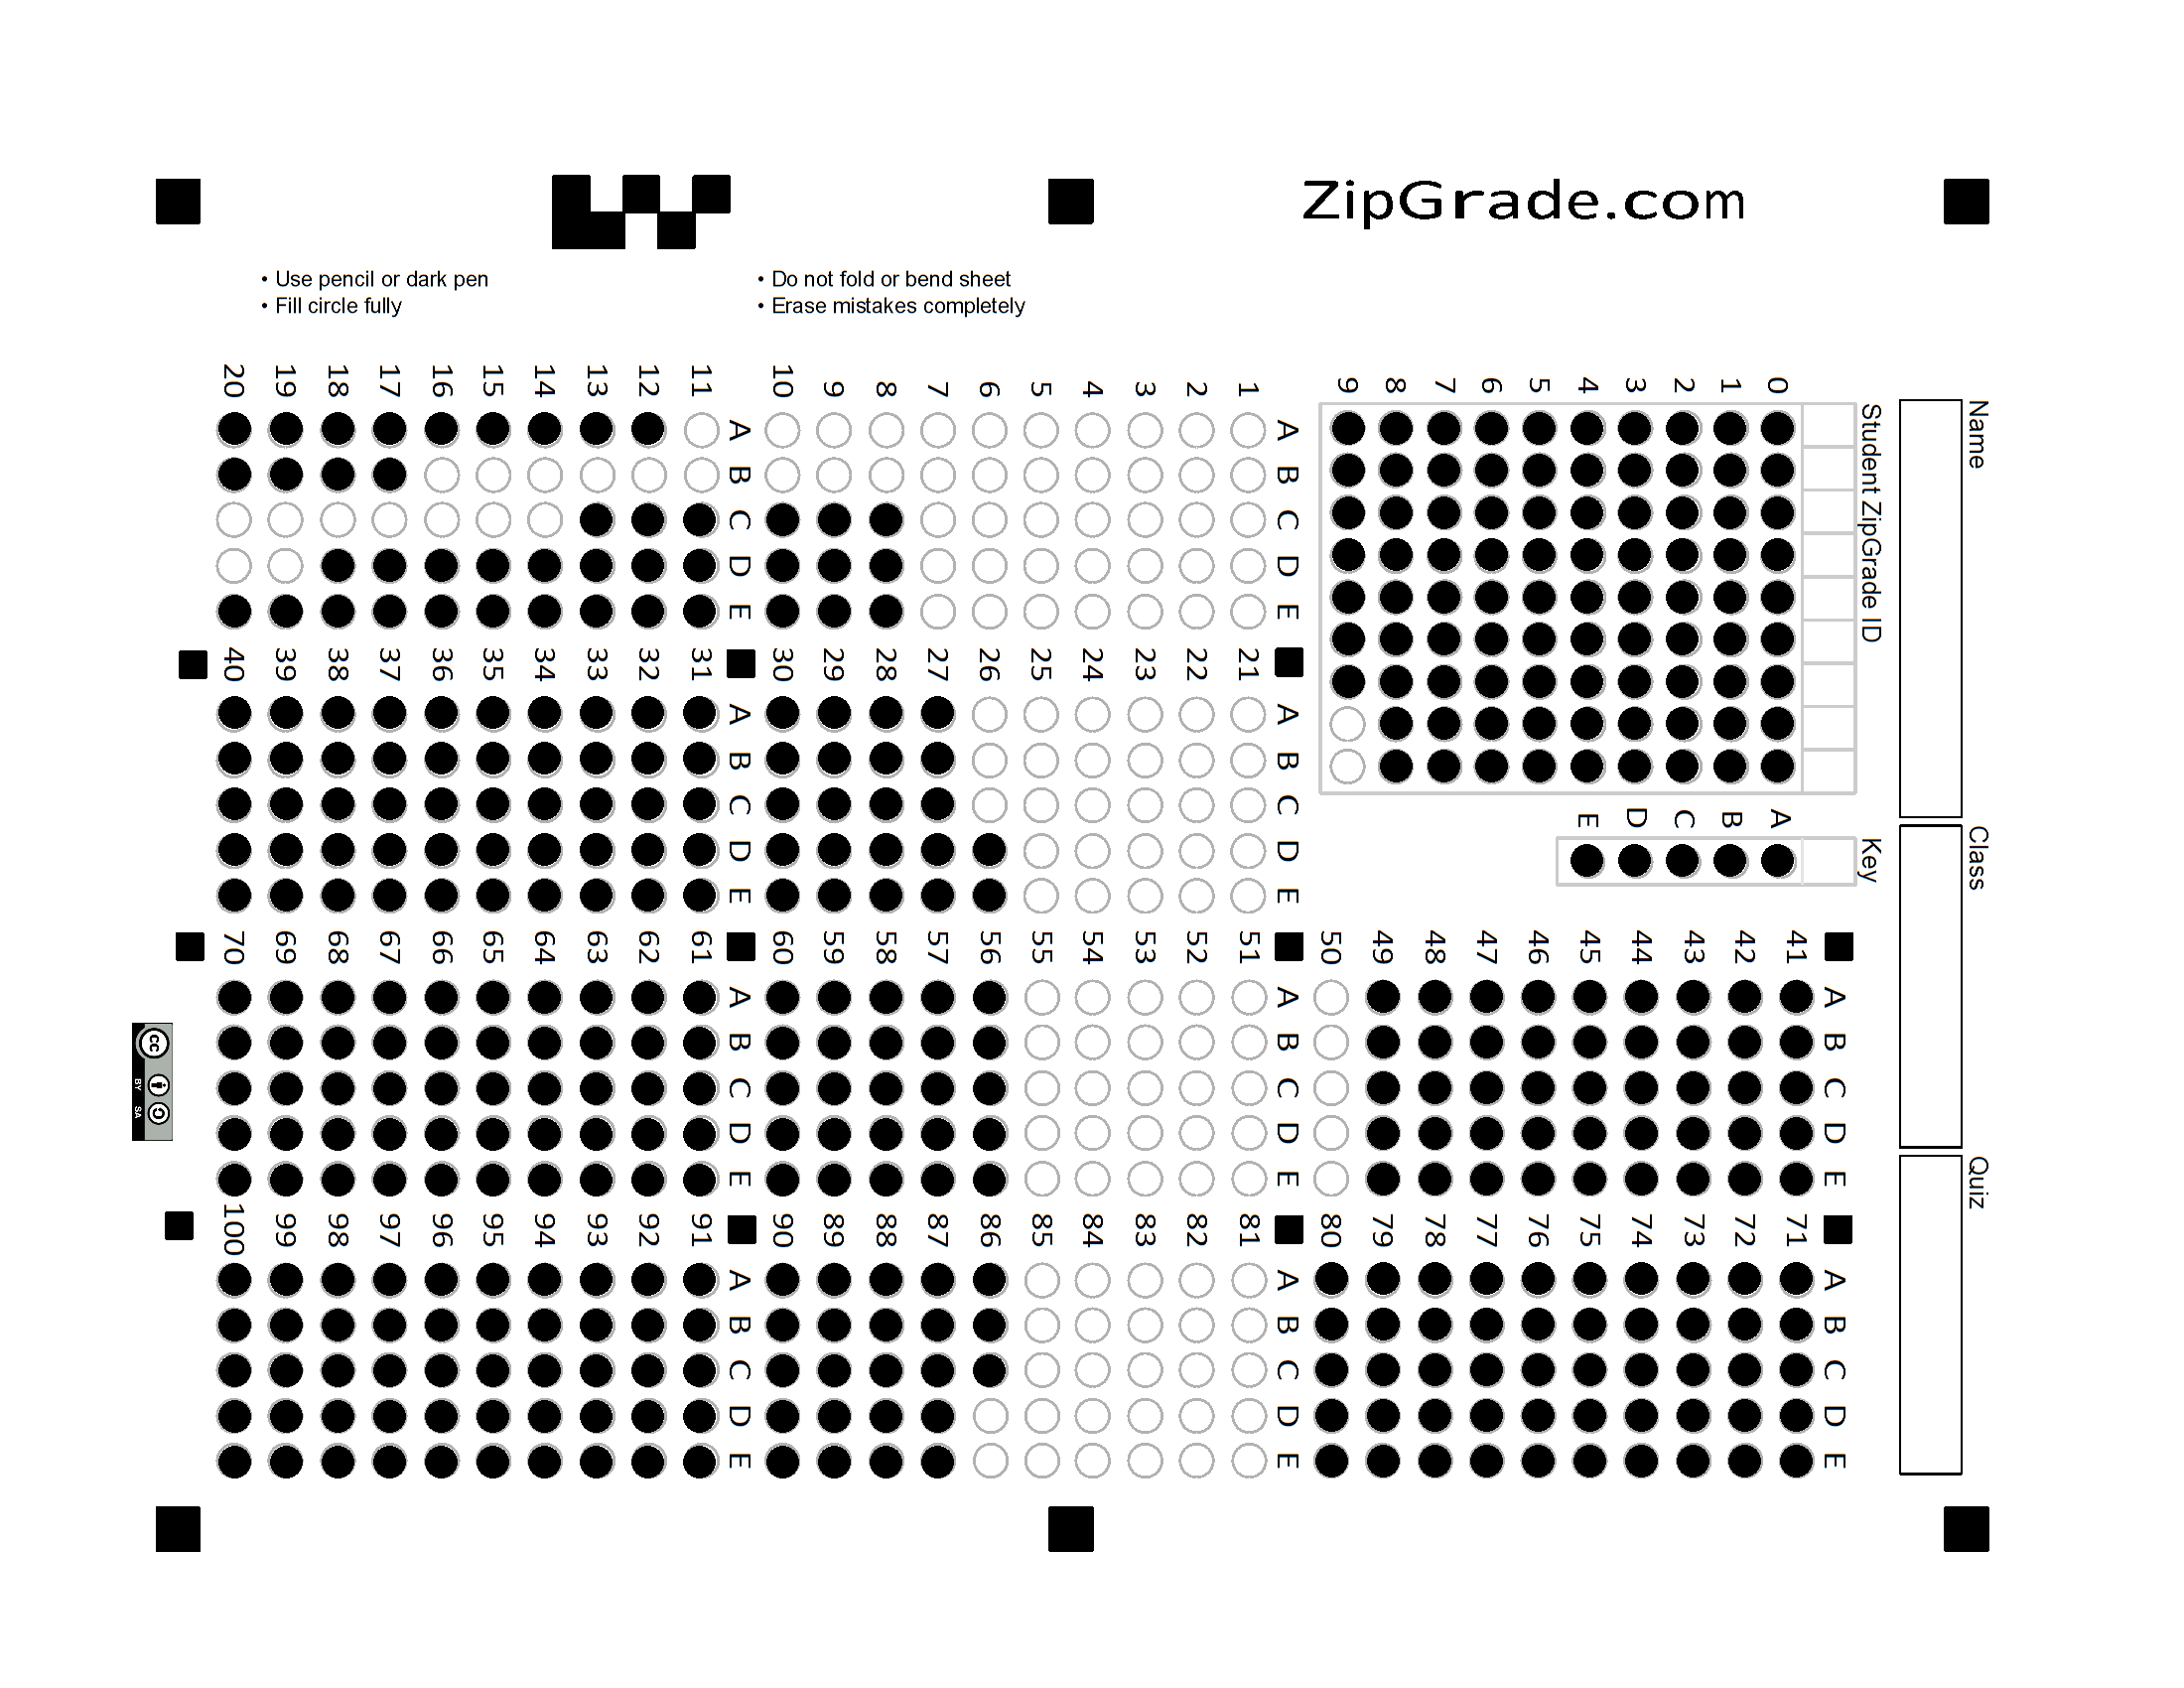 ZipGrade.com
• Use pencil or dark pen
• Fill circle fully
• Do not fold or bend sheet
• Erase mistakes completely
Name
Class
Quiz
Student ZipGrade ID
0 1 2 3 4 5 6 7 8 9
Key
A B C D E
A B C D E
1 2 3 4 5 6 7 8 9 10
A B C D E
11 12 13 14 15 16 17 18 19 20
A B C D E
21 22 23 24 25 26 27 28 29 30
A B C D E
31 32 33 34 35 36 37 38 39 40
A B C D E
41 42 43 44 45 46 47 48 49 50
A B C D E
51 52 53 54 55 56 57 58 59 60
A B C D E
61 62 63 64 65 66 67 68 69 70
A B C D E
71 72 73 74 75 76 77 78 79 80
A B C D E
81 82 83 84 85 86 87 88 89 90
A B C D E
91 92 93 94 95 96 97 98 99 100
A B C D E
cc
BY SA